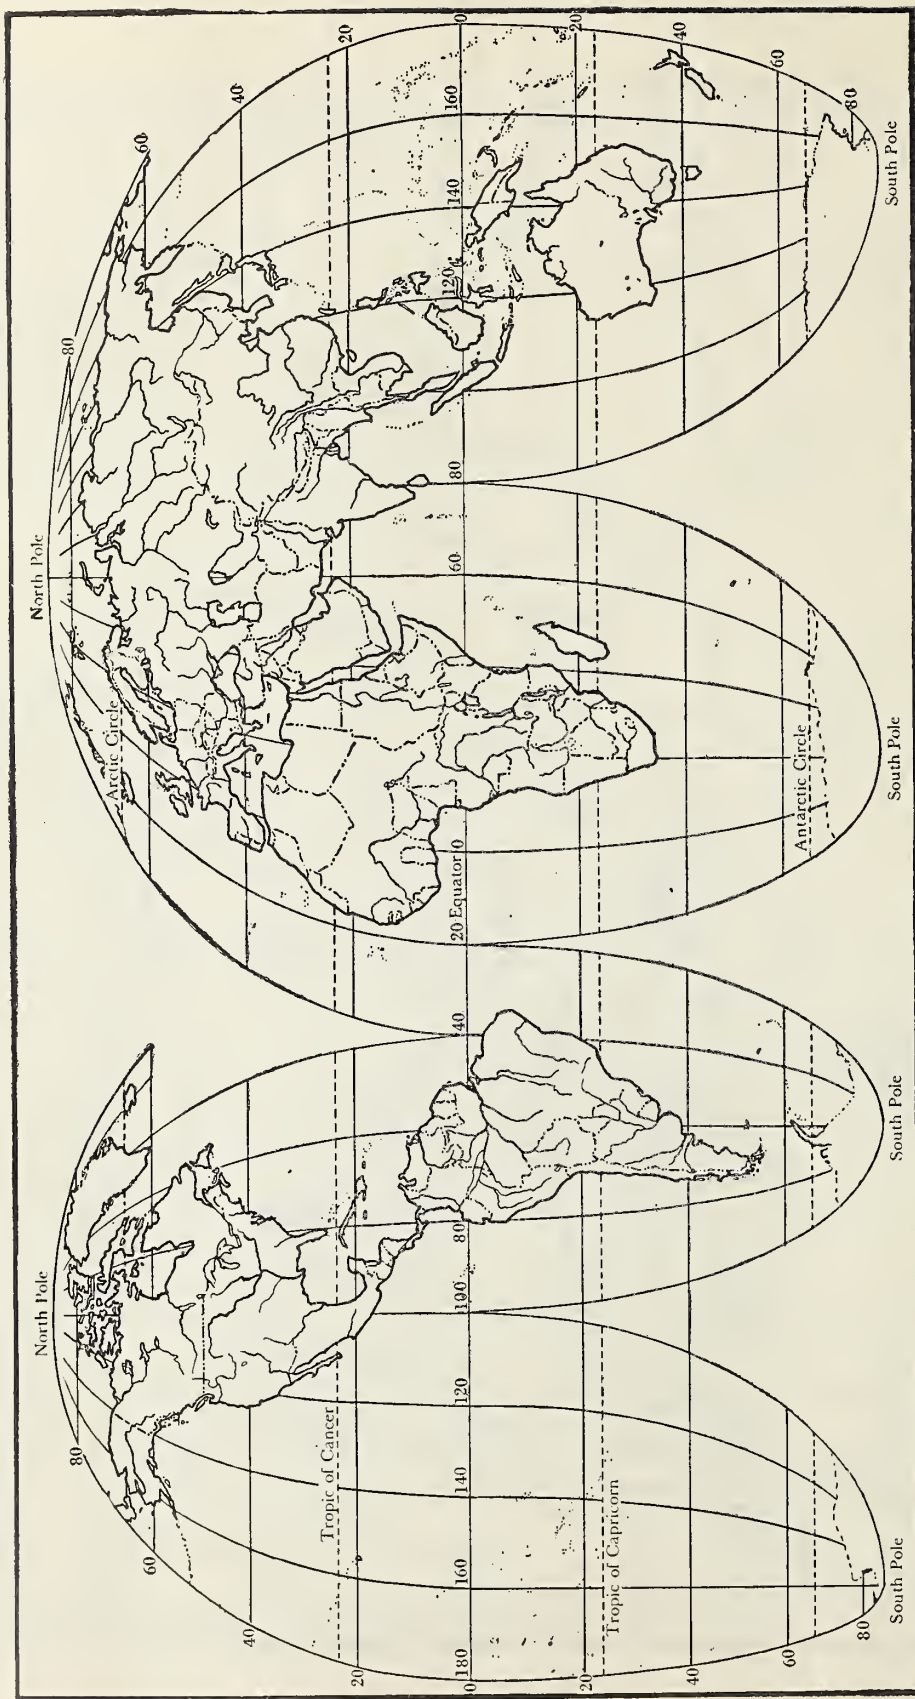 North Pole
North Pole
80
80
Arctic Circle
60
60
40
40
Tropic of Cancer
20
20
0 180 160 140 120 100 80 40 20 Equator 0 60 80 120 140 160 0
20
20
Tropic of Capricorn
40
40
60
60
Antarctic Circle
80
80
South Pole
South Pole
South Pole
South Pole